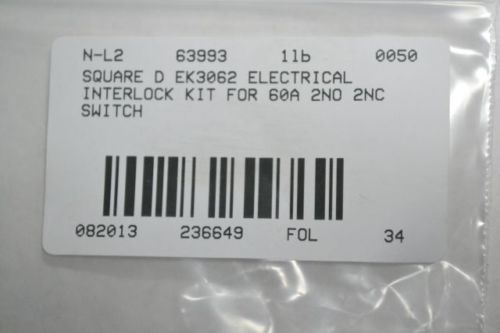 N-L2 63993 1lb 0050
SQUARE D EK3062 ELECTRICAL
INTERLOCK KIT FOR 60A 2NO 2NC
SWITCH
082013 236649 FOL 34